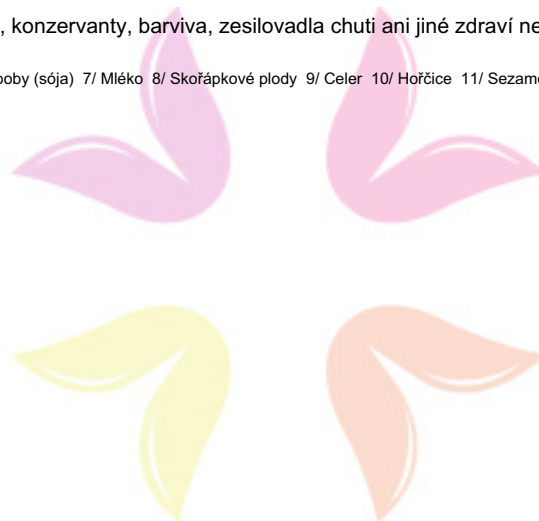 , konzervanty, barviva, zesilovadla chuti ani jiné zdraví ne
boby (sója) 7/ Mléko 8/ Skořápkové plody 9/ Celer 10/ Hořčice 11/ Sezam